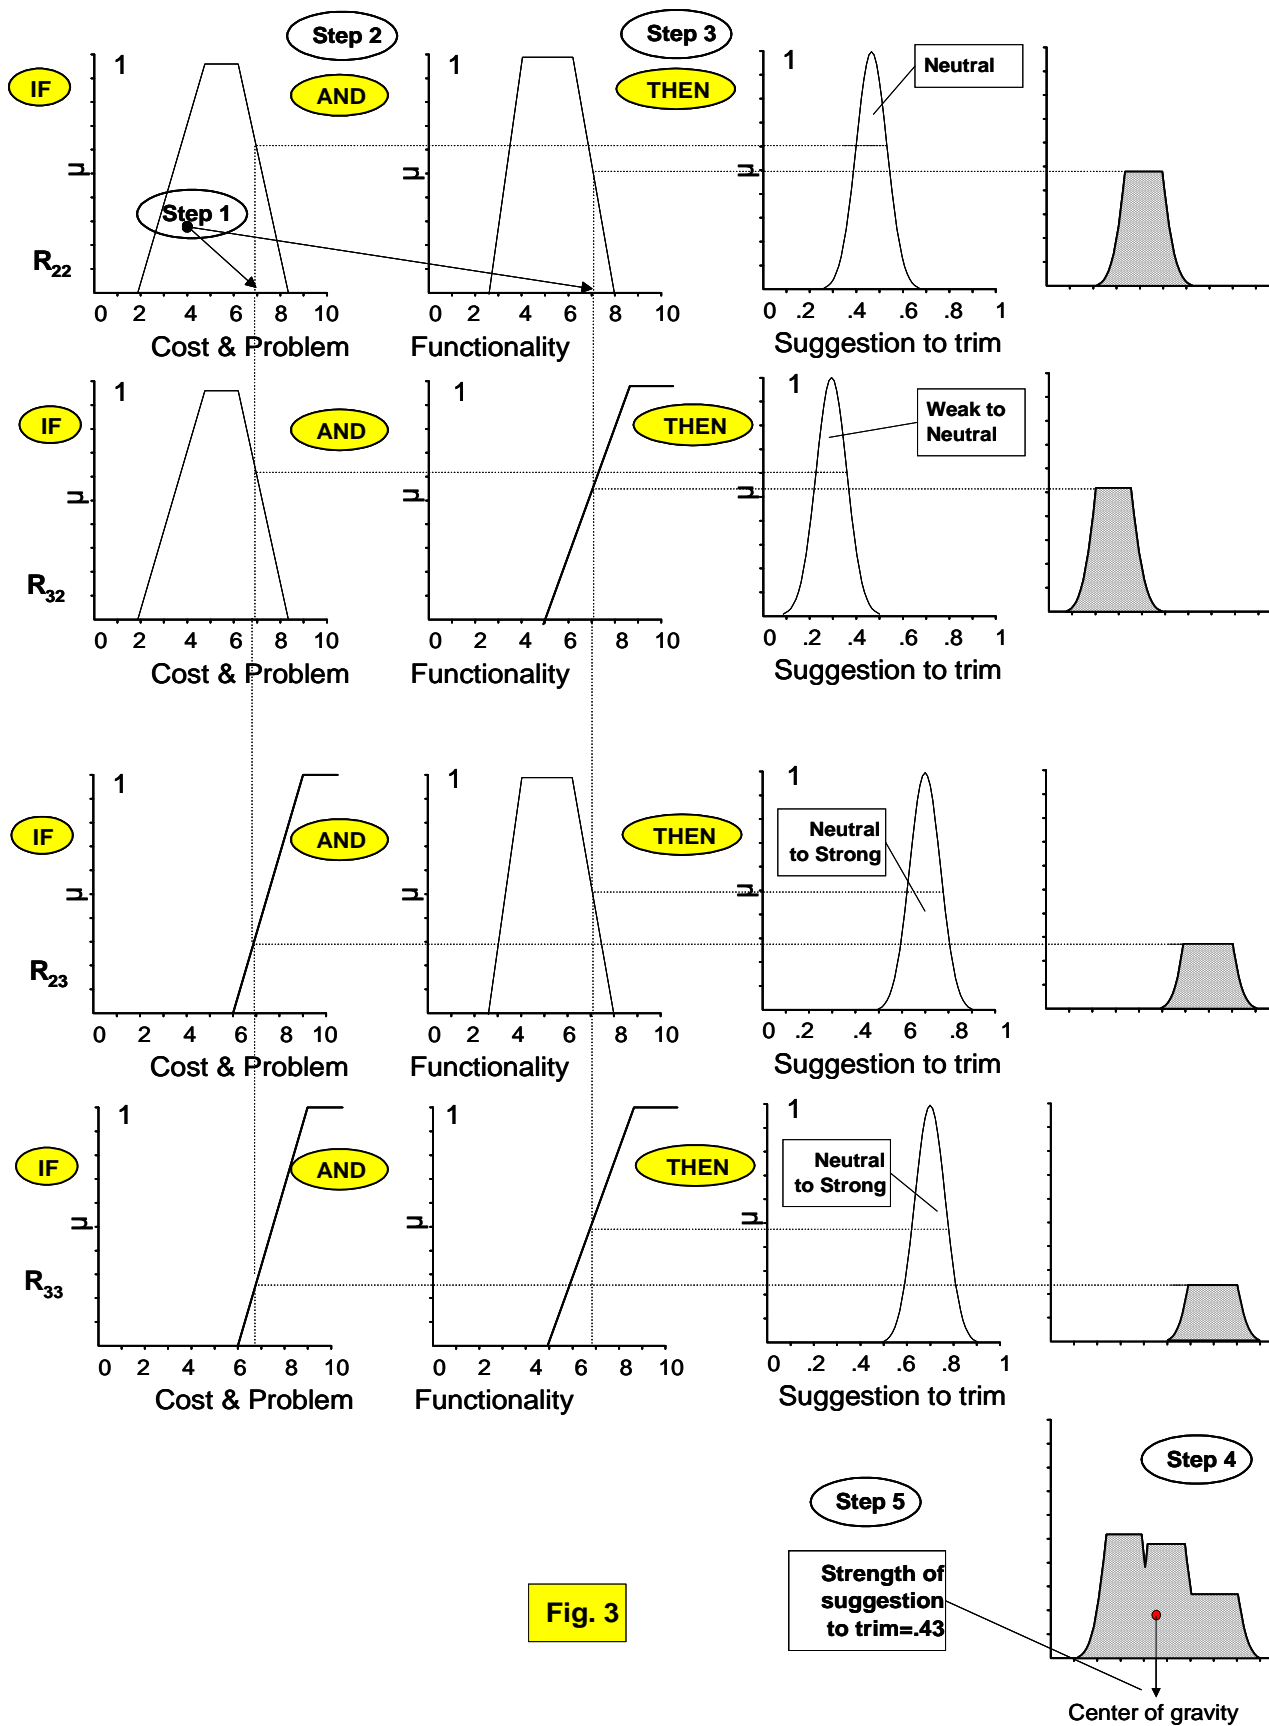 Step 2
Step 3
IF
1
AND
1
THEN
1
Neutral
μ
μ
μ
Step 1
R22
0 2 4 6 8 10
0 2 4 6 8 10
0 .2 .4 .6 .8 1
Cost & Problem
Functionality
Suggestion to trim
IF
1
AND
1
THEN
1
Weak to
Neutral
μ
μ
μ
R32
0 2 4 6 8 10
0 2 4 6 8 10
0 .2 .4 .6 .8 1
Cost & Problem
Functionality
Suggestion to trim
IF
1
AND
1
THEN
1
Neutral
to Strong
μ
μ
μ
R23
0 2 4 6 8 10
0 2 4 6 8 10
0 .2 .4 .6 .8 1
Cost & Problem
Functionality
Suggestion to trim
IF
1
AND
1
THEN
1
Neutral
to Strong
μ
μ
μ
R33
0 2 4 6 8 10
0 2 4 6 8 10
0 .2 .4 .6 .8 1
Cost & Problem
Functionality
Suggestion to trim
Step 4
Step 5
Strength of
suggestion
to trim=.43
Fig. 3
Center of gravity